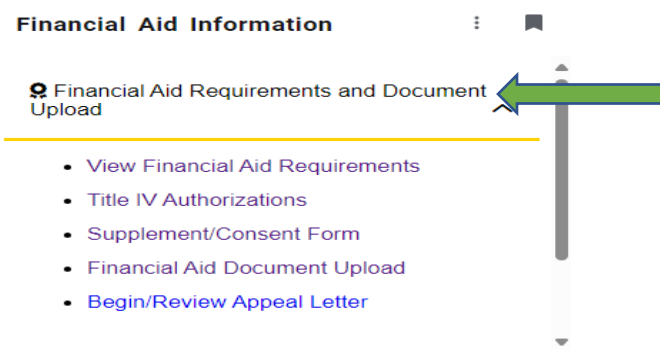 Financial Aid Information
Financial Aid Requirements and Document
Upload
View Financial Aid Requirements
Title IV Authorizations
Supplement/Consent Form
Financial Aid Document Upload
Begin/Review Appeal Letter